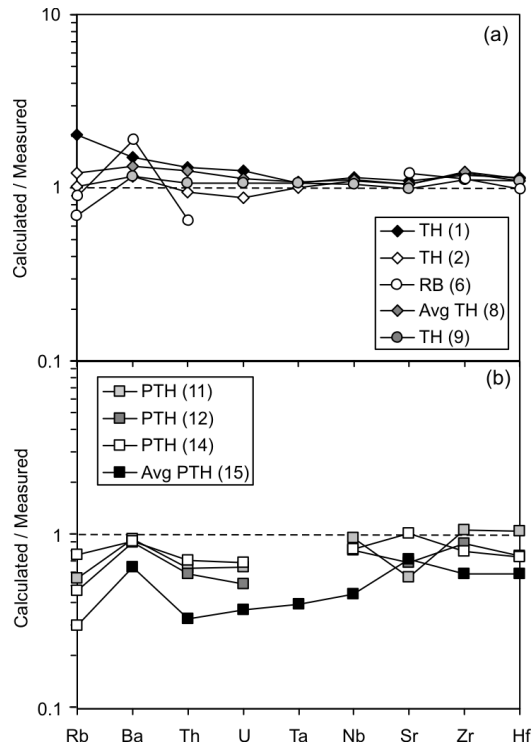 10
(a)
Calculated / Measured
1
TH (1)
TH (2)
RB (6)
Avg TH (8)
TH (9)
0.1
(b)
PTH (11)
PTH (12)
PTH (14)
Avg PTH (15)
Calculated / Measured
1
0.1
Rb Ba Th U Ta Nb Sr Zr Hf